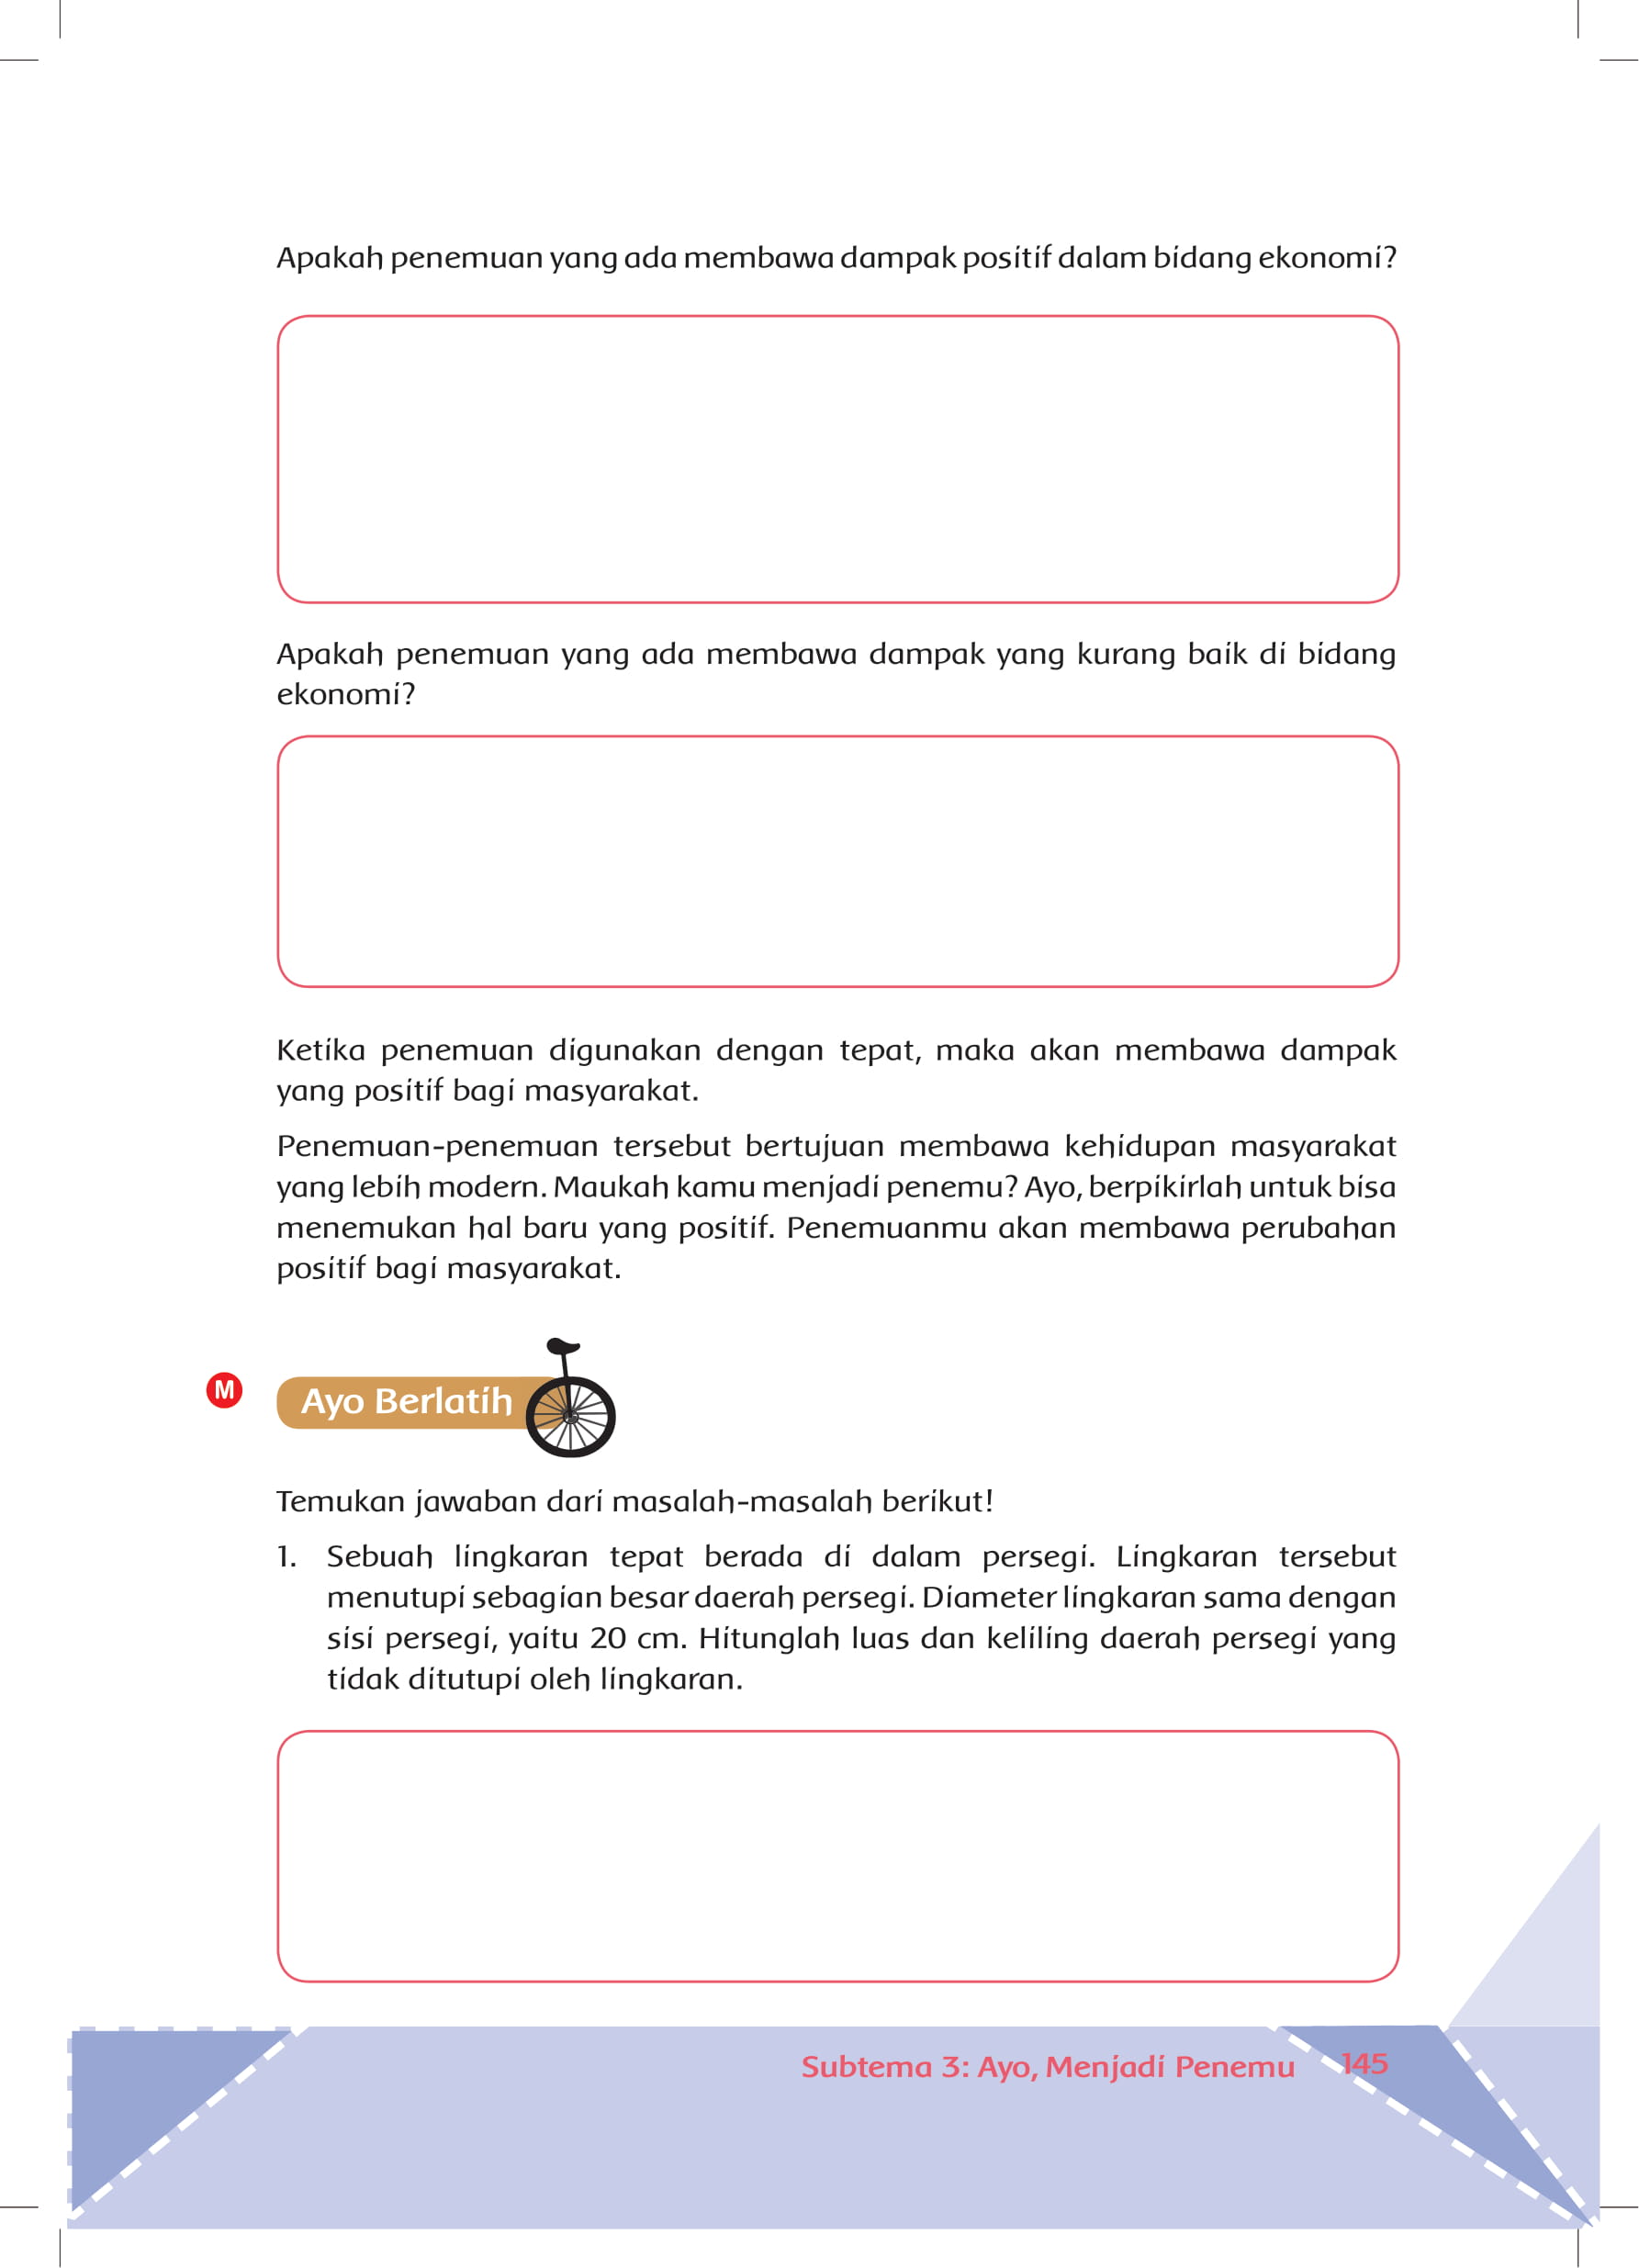 Apakah penemuan yang ada membawa dampak positif dalam bidang ekonomi?
Apakah penemuan yang ada membawa dampak yang kurang baik di bidang
ekonomi?
Ketika penemuan digunakan dengan tepat, maka akan membawa dampak
yang positif bagi masyarakat.
Penemuan-penemuan tersebut bertujuan membawa kehidupan masyarakat
yang lebih modern. Maukah kamu menjadi penemu? Ayo, berpikirlah untuk bisa
menemukan hal baru yang positif. Penemuanmu akan membawa perubahan
positif bagi masyarakat.
M
Ayo Berlatih
Temukan jawaban dari masalah-masalah berikut!
1. Sebuah lingkaran tepat berada di dalam persegi. Lingkaran tersebut
menutupi sebagian besar daerah persegi. Diameter lingkaran sama dengan
sisi persegi, yaitu 20 cm. Hitunglah luas dan keliling daerah persegi yang
tidak ditutupi oleh lingkaran.
Subtema 3: Ayo, Menjadi Penemu 145